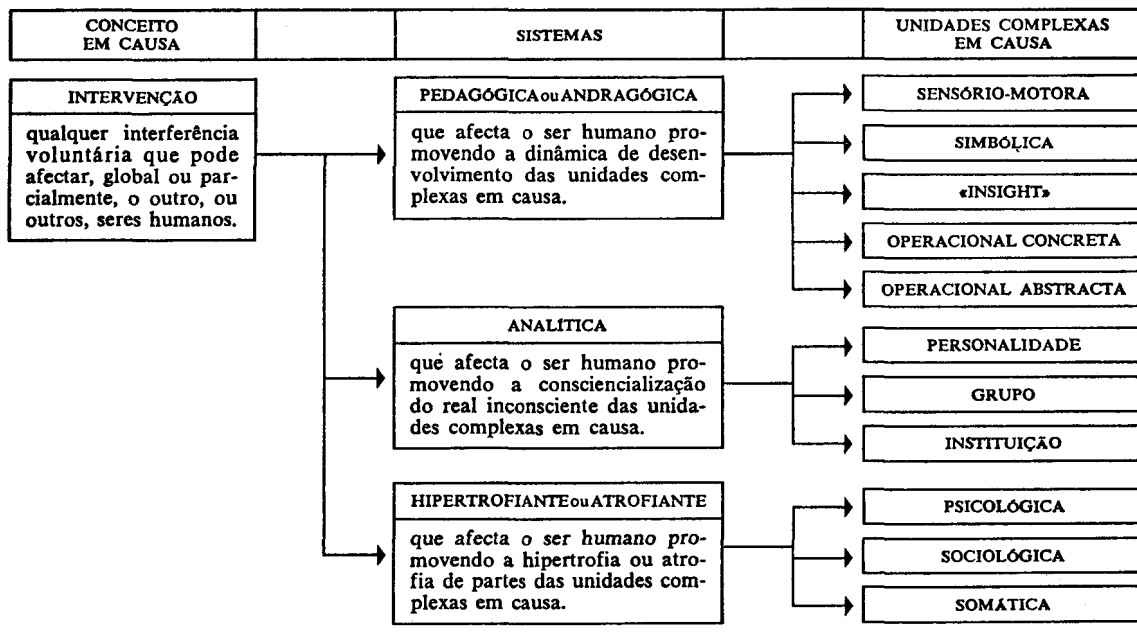 CONCEITO
EM CAUSA
SISTEMAS
UNIDADES COMPLEXAS
EM CAUSA
INTERVENÇÃO
qualquer interferência
voluntária que pode
afectar, global ou par-
cialmente, o outro, ou
outros, seres humanos.
PEDAGÓGICA ou ANDRAGÓGICA
que afecta o ser humano pro-
movendo a dinâmica de desen-
volvimento das unidades com-
plexas em causa.
SENSÓRIO-MOTORA
SIMBÓLICA
«INSIGHT»
OPERACIONAL CONCRETA
OPERACIONAL ABSTRACTA
ANALÍTICA
que afecta o ser humano pro-
movendo a consciencialização
do real inconsciente das unida-
des complexas em causa.
PERSONALIDADE
GRUPO
INSTITUIÇÃO
HIPERTROFIANTE ou ATROFIANTE
que afecta o ser humano pro-
movendo a hipertrofia ou atro-
fia de partes das unidades com-
plexas em causa.
PSICOLÓGICA
SOCIOLÓGICA
SOMÁTICA